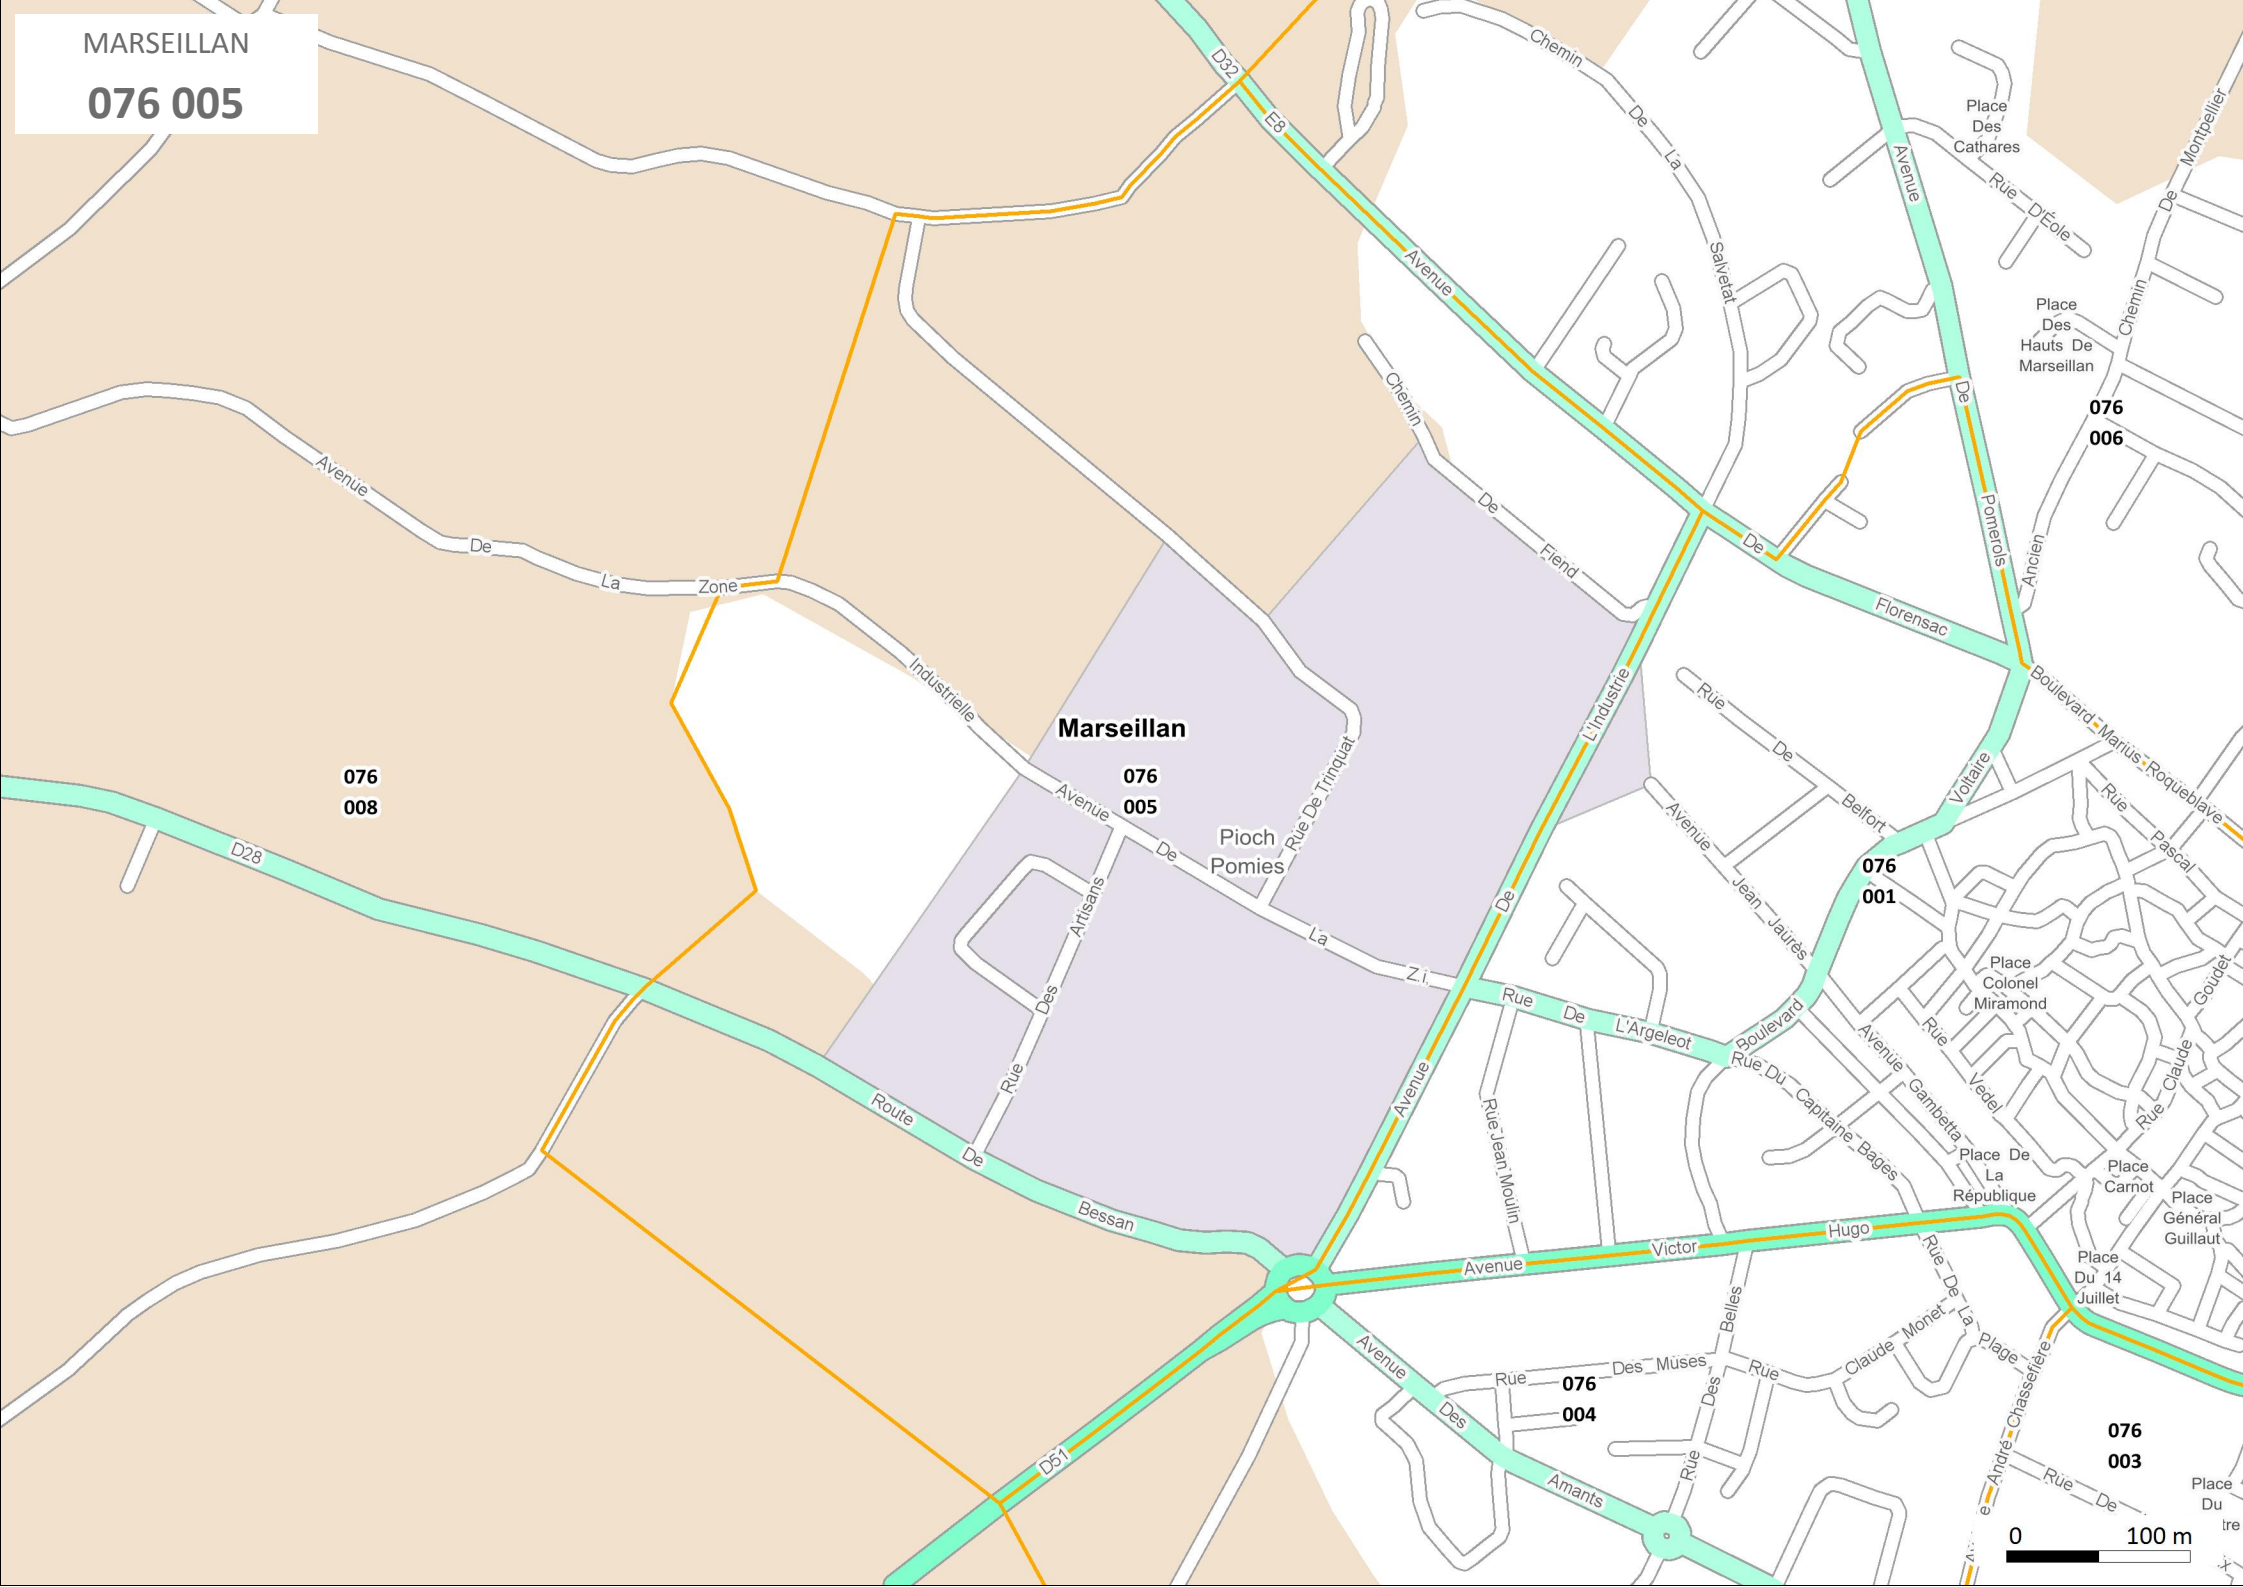 MARSEILLAN
076 005
D32
E8
Avenue
De
Florensac
Chemin
De
La
Salvetat
Avenue
De
Pomerols
Place
Des
Cathares
Rue D'Éole
Montpellier
De
Chemin
Ancien
Place
Des
Hauts De
Marseillan
076
006
Chemin
De
Fiend
Avenue
De
La
Zone
Industrielle
Marseillan
076
005
076
008
Pioch
Pomies
Rue De Trinquat
Avenue
De
La
Z.i.
L'Industrie
De
Avenue
Artisans
Des
Rue
D28
Route
De
Bessan
Rue
De
Belfort
Avenue
Jean Jaurès
Boulevard Marius Roqueblave
Voltaire
Boulevard
Rue
Pascal
076
001
Place
Colonel
Miramond
Goudet
Rue Claude
Rue
Vedel
Rue
De
L'Argeleot
Rue Du Capitaine Bages
Avenue Gambetta
Rue Jean Moulin
Place De
La
République
Place
Carnot
Place
Général
Guillaut
Place
Du 14
Juillet
Avenue
Victor
Hugo
Rue De La Plage
Belles
Des
Rue
Rue
Des Muses
Rue
Claude Monet
Avenue
Des
Amants
D51
076
004
076
003
e André Chassefière
Rue De
Place
Du
tre
x
0 100 m